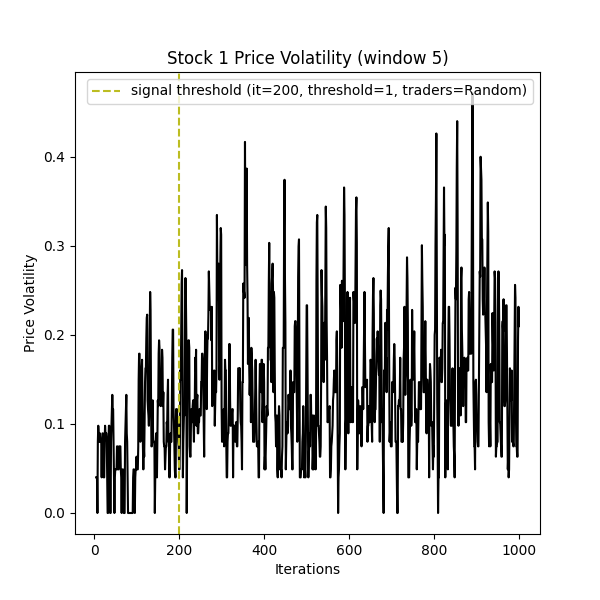 Stock 1 Price Volatility (window 5)
signal threshold (it=200, threshold=1, traders=Random)
Price Volatility
0.4
0.3
0.2
0.1
0.0
0 200 400 600 800 1000
Iterations